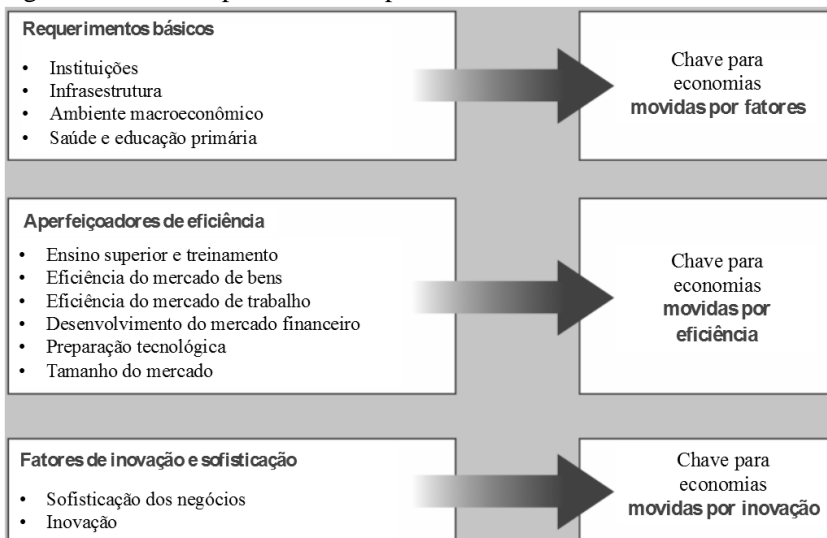 Requerimentos básicos
• Instituições
• Infrasestrutura
• Ambiente macroeconômico
• Saúde e educação primária
Chave para
economias
movidas por fatores
Aperfeiçoadores de eficiência
• Ensino superior e treinamento
• Eficiência do mercado de bens
• Eficiência do mercado de trabalho
• Desenvolvimento do mercado financeiro
• Preparação tecnológica
• Tamanho do mercado
Chave para
economias
movidas por
eficiência
Fatores de inovação e sofisticação
• Sofisticação dos negócios
• Inovação
Chave para
economias
movidas por inovação